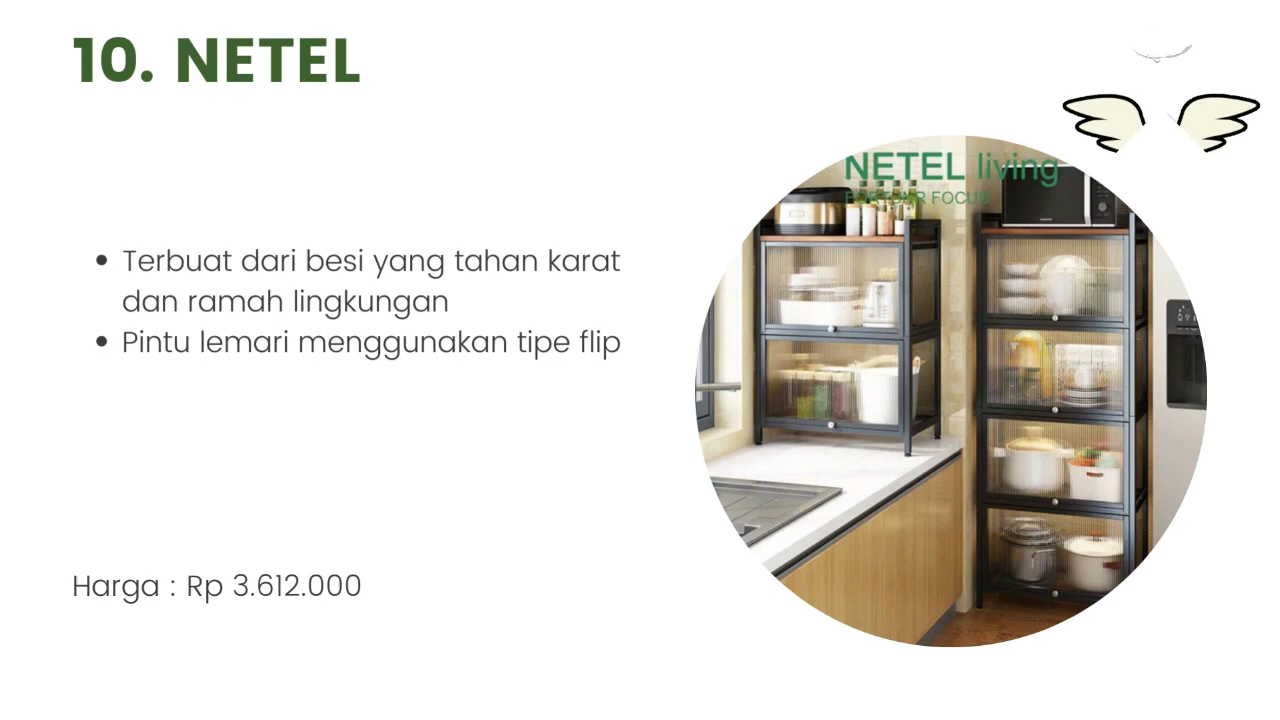 10. NETEL
NETEL living
FOCUS
• Terbuat dari besi yang tahan karat
dan ramah lingkungan
• Pintu lemari menggunakan tipe flip
Harga : Rp 3.612.000